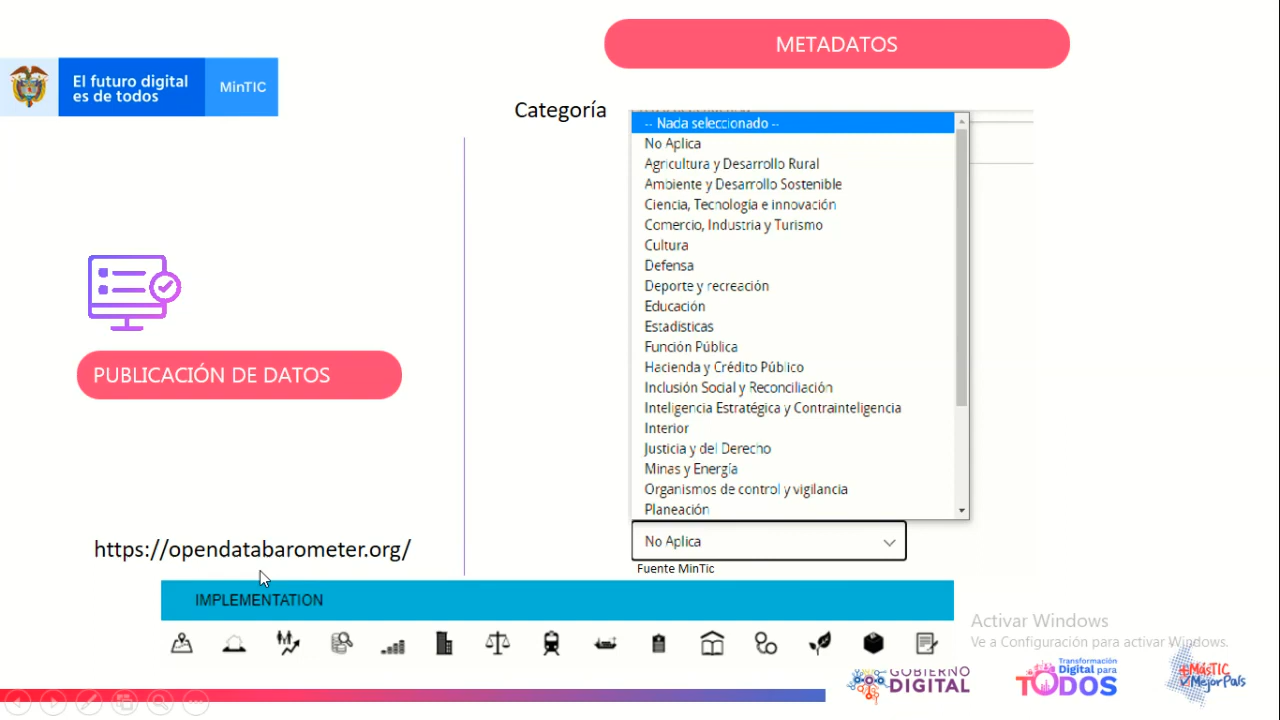 METADATOS
El futuro digital
es de todos
MinTIC
Categoría
-- Nada seleccionado --
No Aplica
Agricultura y Desarrollo Rural
Ambiente y Desarrollo Sostenible
Ciencia, Tecnología e innovación
Comercio, Industria y Turismo
Cultura
Defensa
Deporte y recreación
Educación
Estadísticas
Función Pública
Hacienda y Crédito Público
Inclusión Social y Reconciliación
Inteligencia Estratégica y Contrainteligencia
Interior
Justicia y del Derecho
Minas y Energía
Organismos de control y vigilancia
Planeación
No Aplica
Fuente MinTic
PUBLICACIÓN DE DATOS
https://opendatabarometer.org/
IMPLEMENTATION
Activar Windows
Ve a Configuración para activar Windows.
GOBIERNO
DIGITAL
Transformación
Digital para
TODOS
+MásTIC
✓MejorPaís